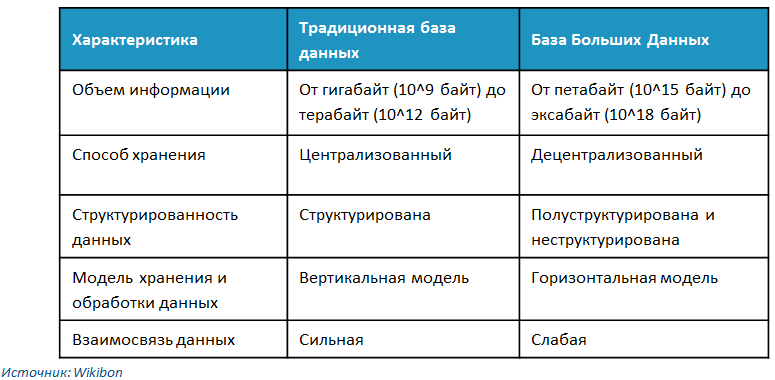 Характеристика
Традиционная база
данных
База Больших Данных
Объем информации
От гигабайт (10^9 байт) до
терабайт (10^12 байт)
От петабайт (10^15 байт) до
эксабайт (10^18 байт)
Способ хранения
Централизованный
Децентрализованный
Структурированность
данных
Структурирована
Полуструктурирована и
неструктурирована
Модель хранения и
обработки данных
Вертикальная модель
Горизонтальная модель
Взаимосвязь данных
Сильная
Слабая
Источник: Wikibon